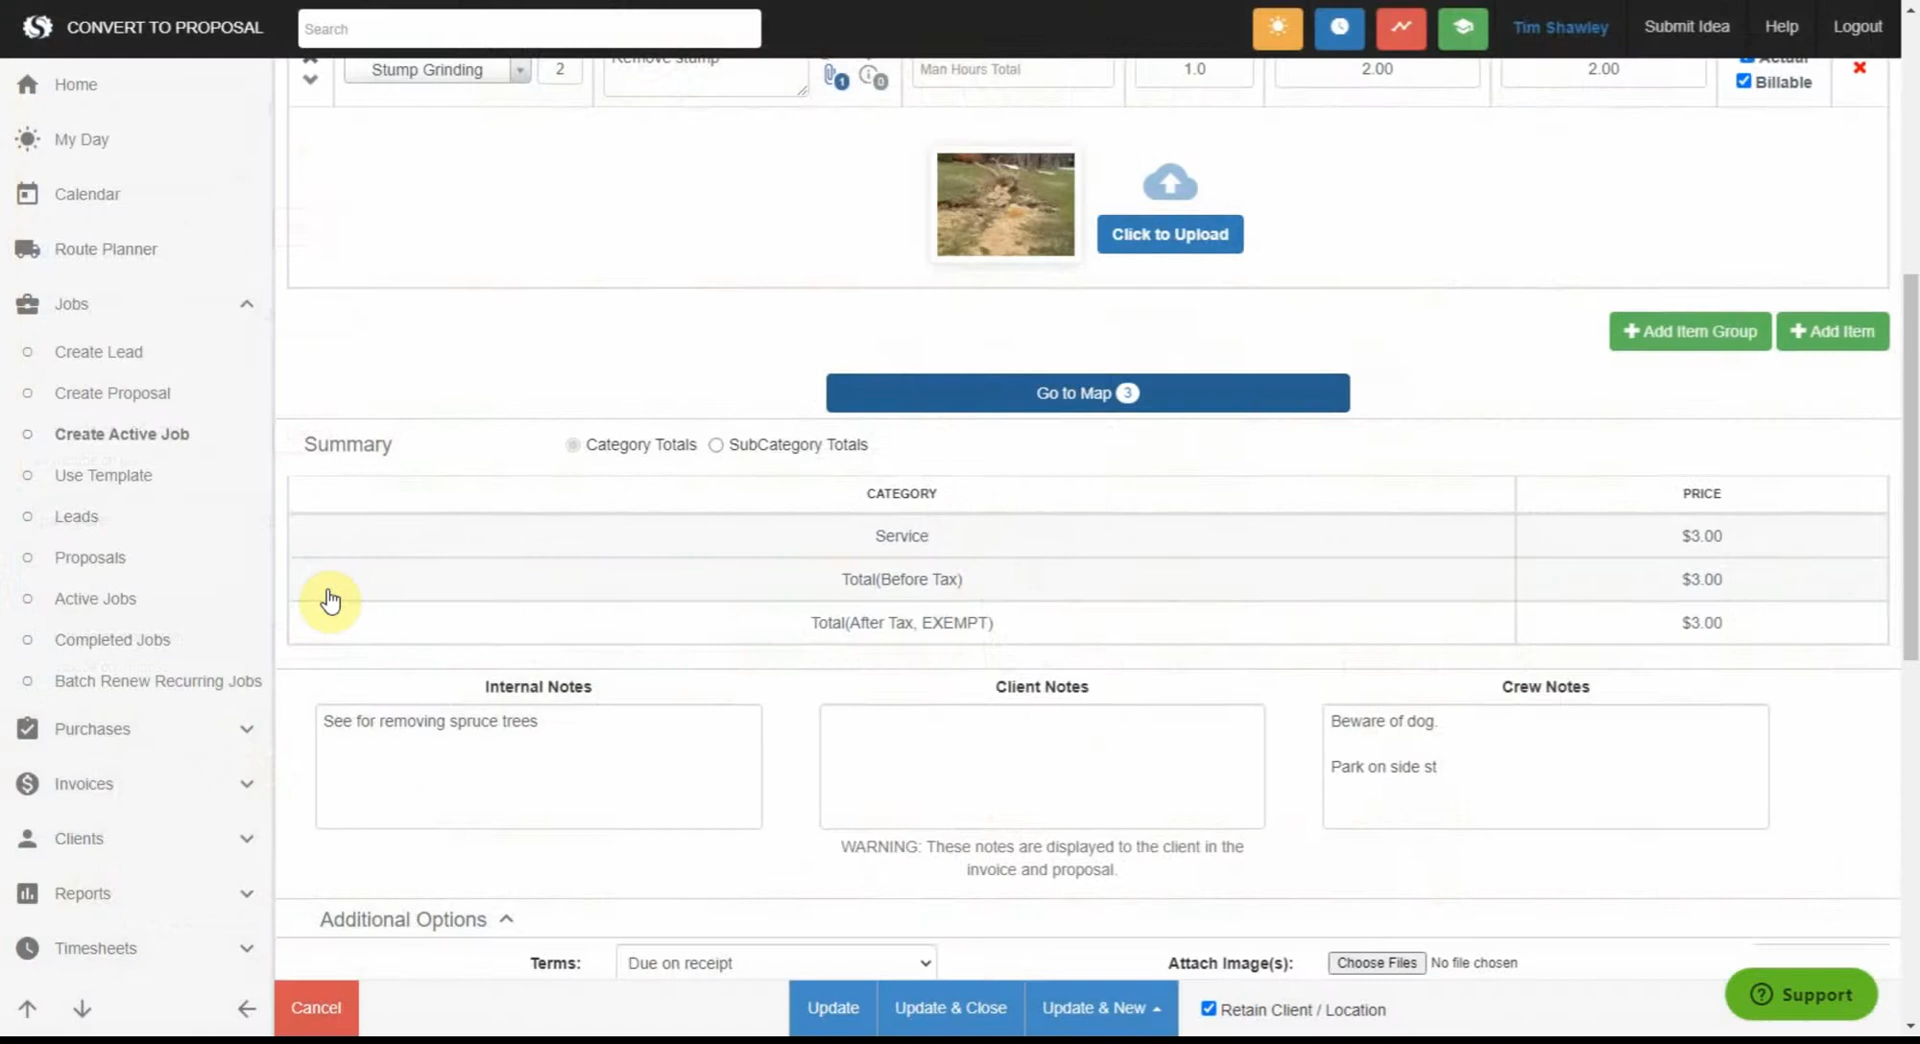 CONVERT TO PROPOSAL
Search
Tim Shawley
Submit Idea
Help
Logout
Home
My Day
Calendar
Route Planner
Jobs
Create Lead
Create Proposal
Create Active Job
Use Template
Leads
Proposals
Active Jobs
Completed Jobs
Batch Renew Recurring Jobs
Purchases
Invoices
Clients
Reports
Timesheets
Stump Grinding
2
Remove stump
1
0
Man Hours Total
1.0
2.00
2.00
Actual
Billable
Click to Upload
Add Item Group
Add Item
Go to Map 3
Summary
Category Totals
SubCategory Totals
CATEGORY PRICE
Service $3.00
Total(Before Tax) $3.00
Total(After Tax, EXEMPT) $3.00
Internal Notes
See for removing spruce trees
Client Notes
WARNING: These notes are displayed to the client in the
invoice and proposal.
Crew Notes
Beware of dog.
Park on side st
Additional Options
Terms: Due on receipt
Attach Image(s): Choose Files No file chosen
Cancel
Update
Update & Close
Update & New
Retain Client / Location
Support